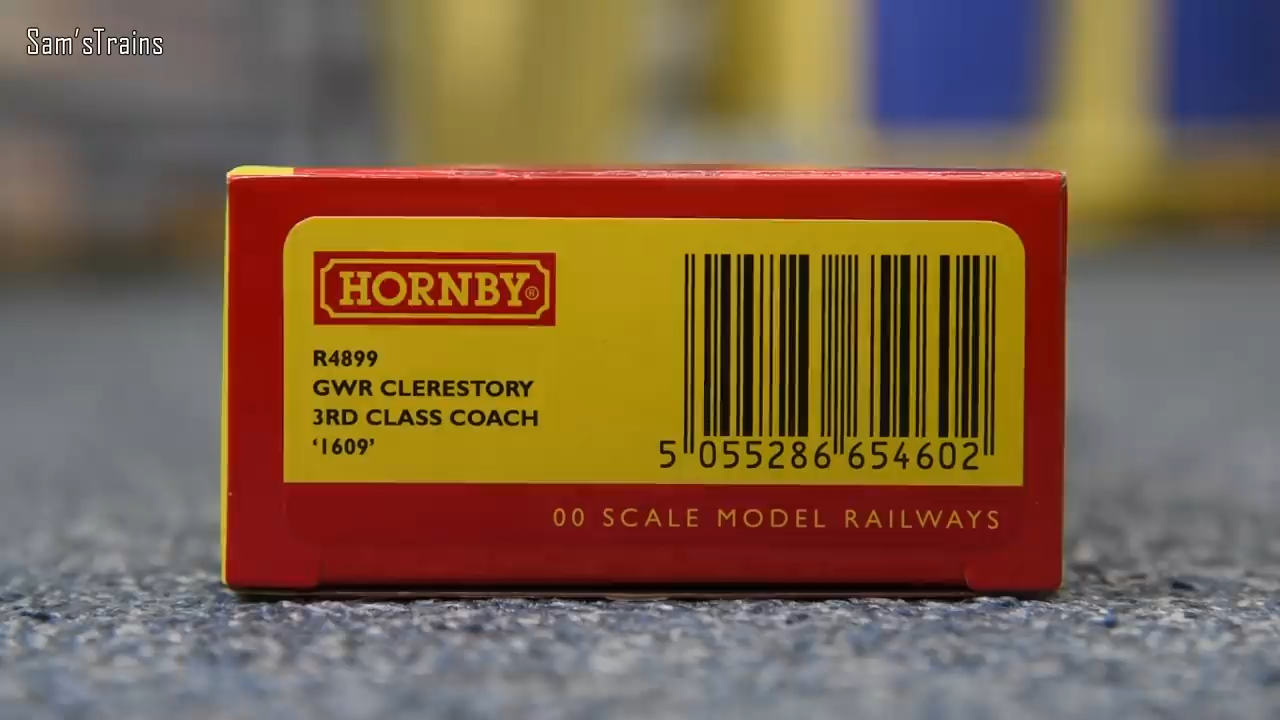 Sam'sTrains
HORNBY®
R4899
GWR CLERESTORY
3RD CLASS COACH
‘1609’
5 055286 654602
00 SCALE MODEL RAILWAYS